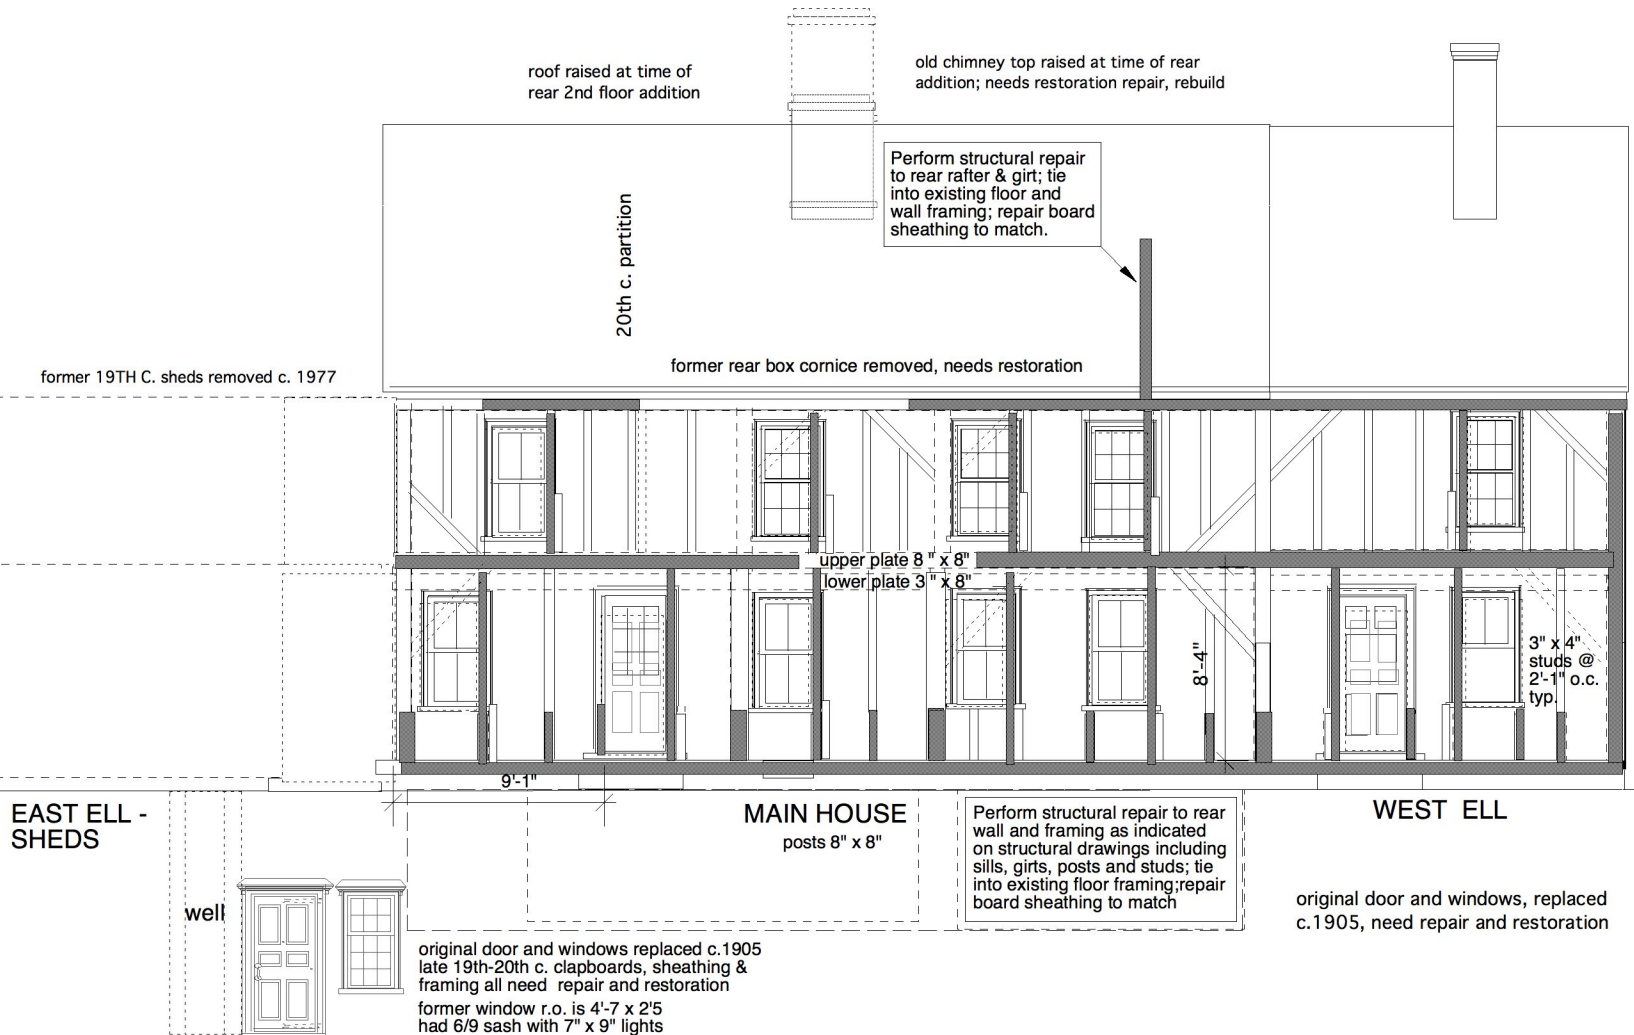 roof raised at time of
rear 2nd floor addition
old chimney top raised at time of rear
addition; needs restoration repair, rebuild
Perform structural repair
to rear rafter & girt; tie
into existing floor and
wall framing; repair board
sheathing to match.
20th c. partition
former rear box cornice removed, needs restoration
former 19TH C. sheds removed c. 1977
upper plate 8 " x 8"
lower plate 3 " x 8"
8'-4"
3" x 4"
studs @
2'-1" o.c.
typ.
9'-1"
EAST ELL -
SHEDS
MAIN HOUSE
posts 8" x 8"
Perform structural repair to rear
wall and framing as indicated
on structural drawings including
sills, girts, posts and studs; tie
into existing floor framing;repair
board sheathing to match
WEST ELL
original door and windows, replaced
c.1905, need repair and restoration
well
original door and windows replaced c.1905
late 19th-20th c. clapboards, sheathing &
framing all need repair and restoration
former window r.o. is 4'-7 x 2'5
had 6/9 sash with 7" x 9" lights